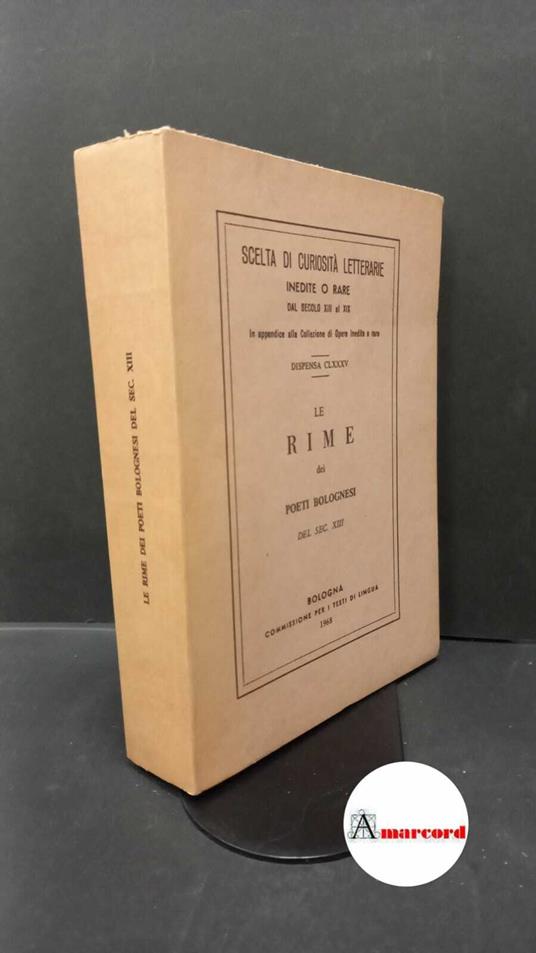 LE RIME DEI POETI BOLOGNESI DEL SEC. XIII
SCELTA DI CURIOSITÀ LETTERARIE
INEDITE O RARE
DAL SECOLO XIII al XIX
In appendice alla Collezione di Opere Inedite o rare
DISPENSA CLXXXV
LE
RIME
dei
POETI BOLOGNESI
DEL SEC. XIII
BOLOGNA
COMMISSIONE PER I TESTI DI LINGUA
1968
Amarcord